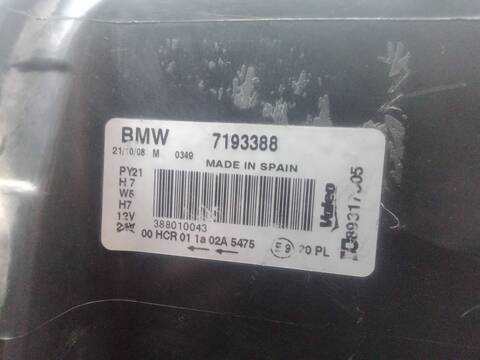 BMW 7193388
21/10/08 M 0349 MADE IN SPAIN
PY21
H7
W5
H7
12V
388010043
00 HCR 01 1a 02A 5475
E9 20 PL
Valeo